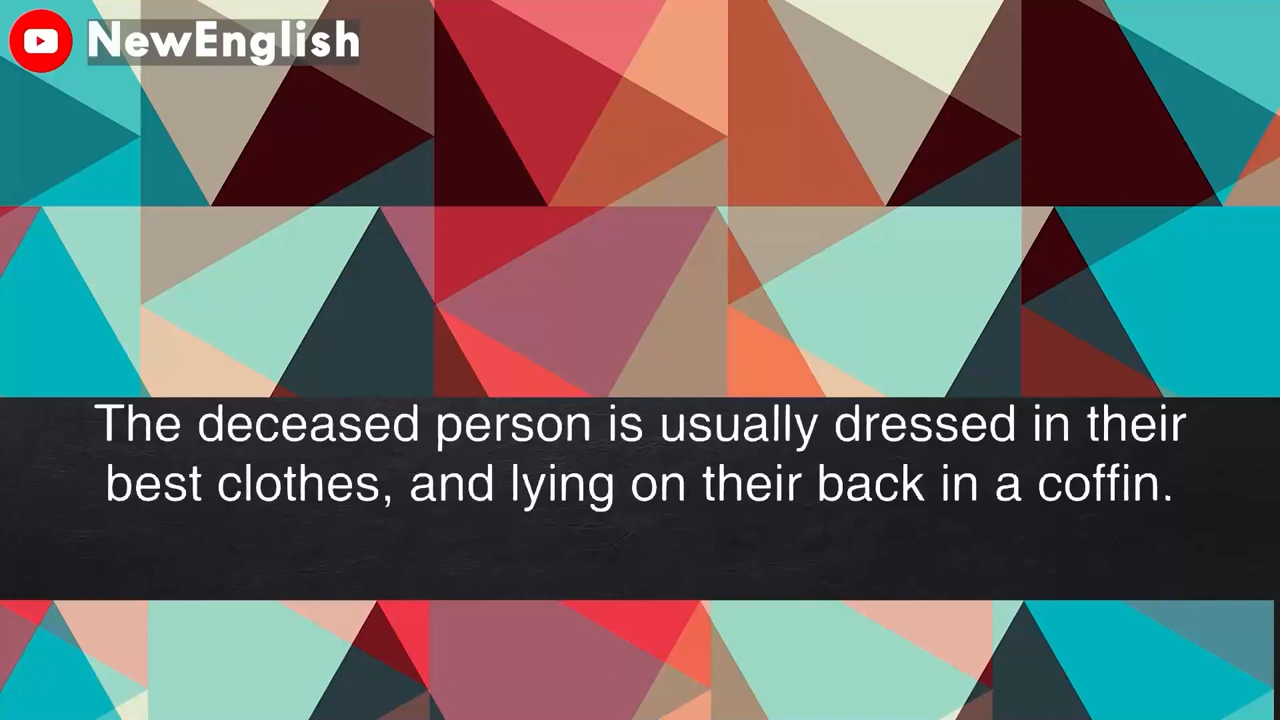 NewEnglish
The deceased person is usually dressed in their
best clothes, and lying on their back in a coffin.